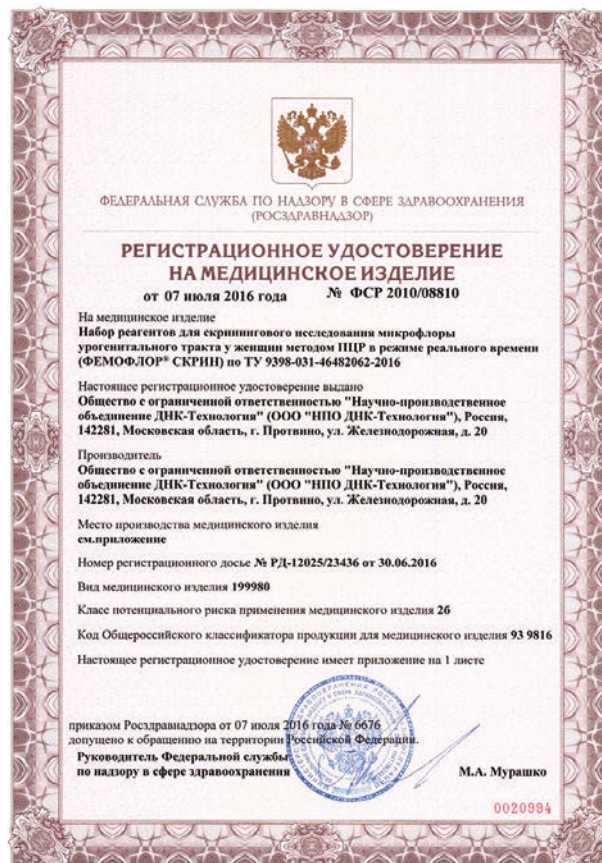 ФЕДЕРАЛЬНАЯ СЛУЖБА ПО НАДЗОРУ В СФЕРЕ ЗДРАВООХРАНЕНИЯ
(РОСЗДРАВНАДЗОР)
РЕГИСТРАЦИОННОЕ УДОСТОВЕРЕНИЕ
НА МЕДИЦИНСКОЕ ИЗДЕЛИЕ
от 07 июля 2016 года № ФСР 2010/08810
На медицинское изделие
Набор реагентов для скринингового исследования микрофлоры
урогенитального тракта у женщин методом ПЦР в режиме реального времени
(ФЕМОФЛОР® СКРИН) по ТУ 9398-031-46482062-2016
Настоящее регистрационное удостоверение выдано
Общество с ограниченной ответственностью "Научно-производственное
объединение ДНК-Технология" (ООО "НПО ДНК-Технология"), Россия,
142281, Московская область, г. Протвино, ул. Железнодорожная, д. 20
Производитель
Общество с ограниченной ответственностью "Научно-производственное
объединение ДНК-Технология" (ООО "НПО ДНК-Технология"), Россия,
142281, Московская область, г. Протвино, ул. Железнодорожная, д. 20
Место производства медицинского изделия
см.приложение
Номер регистрационного досье № РД-12025/23436 от 30.06.2016
Вид медицинского изделия 199980
Класс потенциального риска применения медицинского изделия 2б
Код Общероссийского классификатора продукции для медицинского изделия 93 9816
Настоящее регистрационное удостоверение имеет приложение на 1 листе
приказом Росздравнадзора от 07 июля 2016 года № 6676
допущено к обращению на территории Российской Федерации.
Руководитель Федеральной службы
по надзору в сфере здравоохранения М.А. Мурашко
0020994